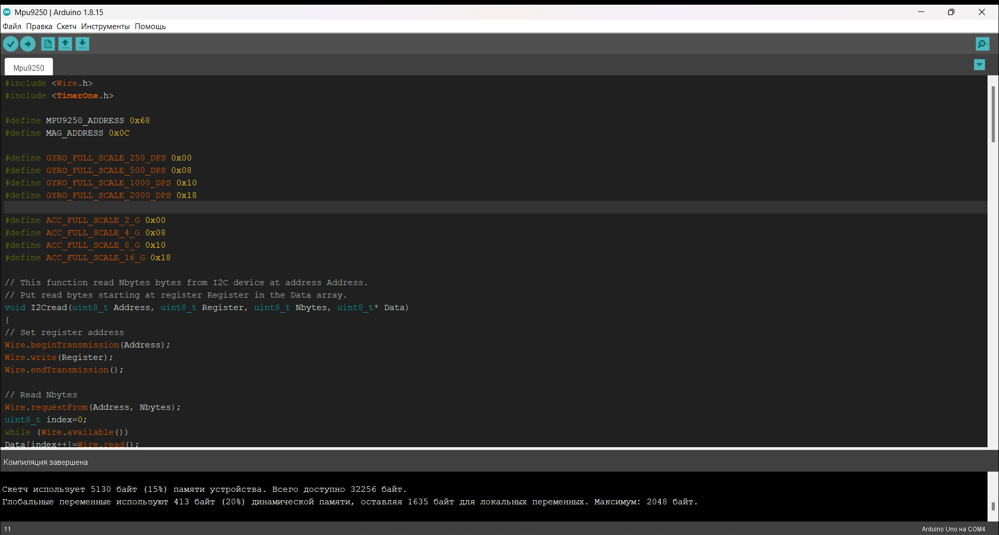 Mpu9250 | Arduino 1.8.15
Файл Правка Скетч Инструменты Помощь
Mpu9250
#include <Wire.h>
#include <TimerOne.h>
#define MPU9250_ADDRESS 0x68
#define MAG_ADDRESS 0x0C
#define GYRO_FULL_SCALE_250_DPS 0x00
#define GYRO_FULL_SCALE_500_DPS 0x08
#define GYRO_FULL_SCALE_1000_DPS 0x10
#define GYRO_FULL_SCALE_2000_DPS 0x18
#define ACC_FULL_SCALE_2_G 0x00
#define ACC_FULL_SCALE_4_G 0x08
#define ACC_FULL_SCALE_8_G 0x10
#define ACC_FULL_SCALE_16_G 0x18
// This function read Nbytes bytes from I2C device at address Address.
// Put read bytes starting at register Register in the Data array.
void I2Cread(uint8_t Address, uint8_t Register, uint8_t Nbytes, uint8_t* Data)
{
// Set register address
Wire.beginTransmission(Address);
Wire.write(Register);
Wire.endTransmission();
// Read Nbytes
Wire.requestFrom(Address, Nbytes);
uint8_t index=0;
while (Wire.available())
Data[index++]=Wire.read();
Компиляция завершена
Скетч использует 5130 байт (15%) памяти устройства. Всего доступно 32256 байт.
Глобальные переменные используют 413 байт (20%) динамической памяти, оставляя 1635 байт для локальных переменных. Максимум: 2048 байт.
11
Arduino Uno на COM4